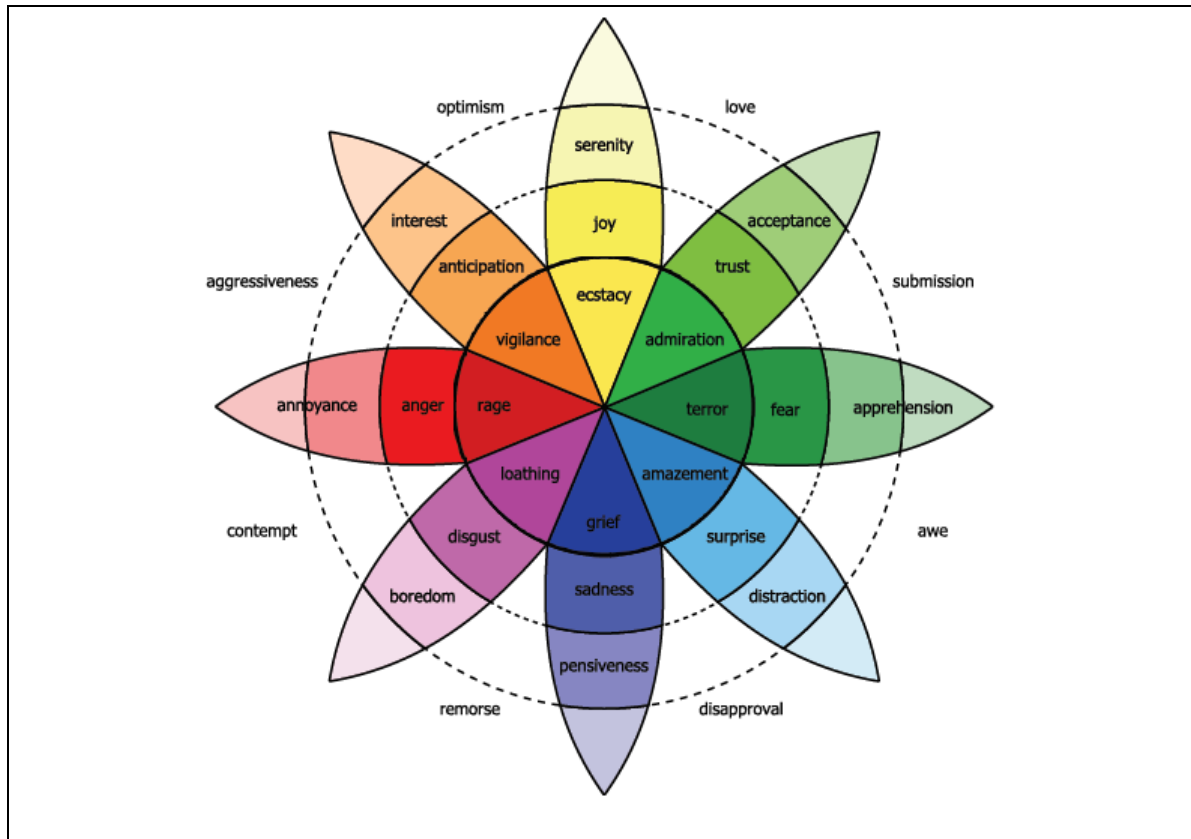 optimism
love
serenity
interest
acceptance
joy
anticipation
trust
aggressiveness
submission
ecstacy
vigilance
admiration
annoyance
anger
rage
terror
fear
apprehension
loathing
amazement
grief
contempt
awe
disgust
surprise
sadness
boredom
distraction
pensiveness
remorse
disapproval